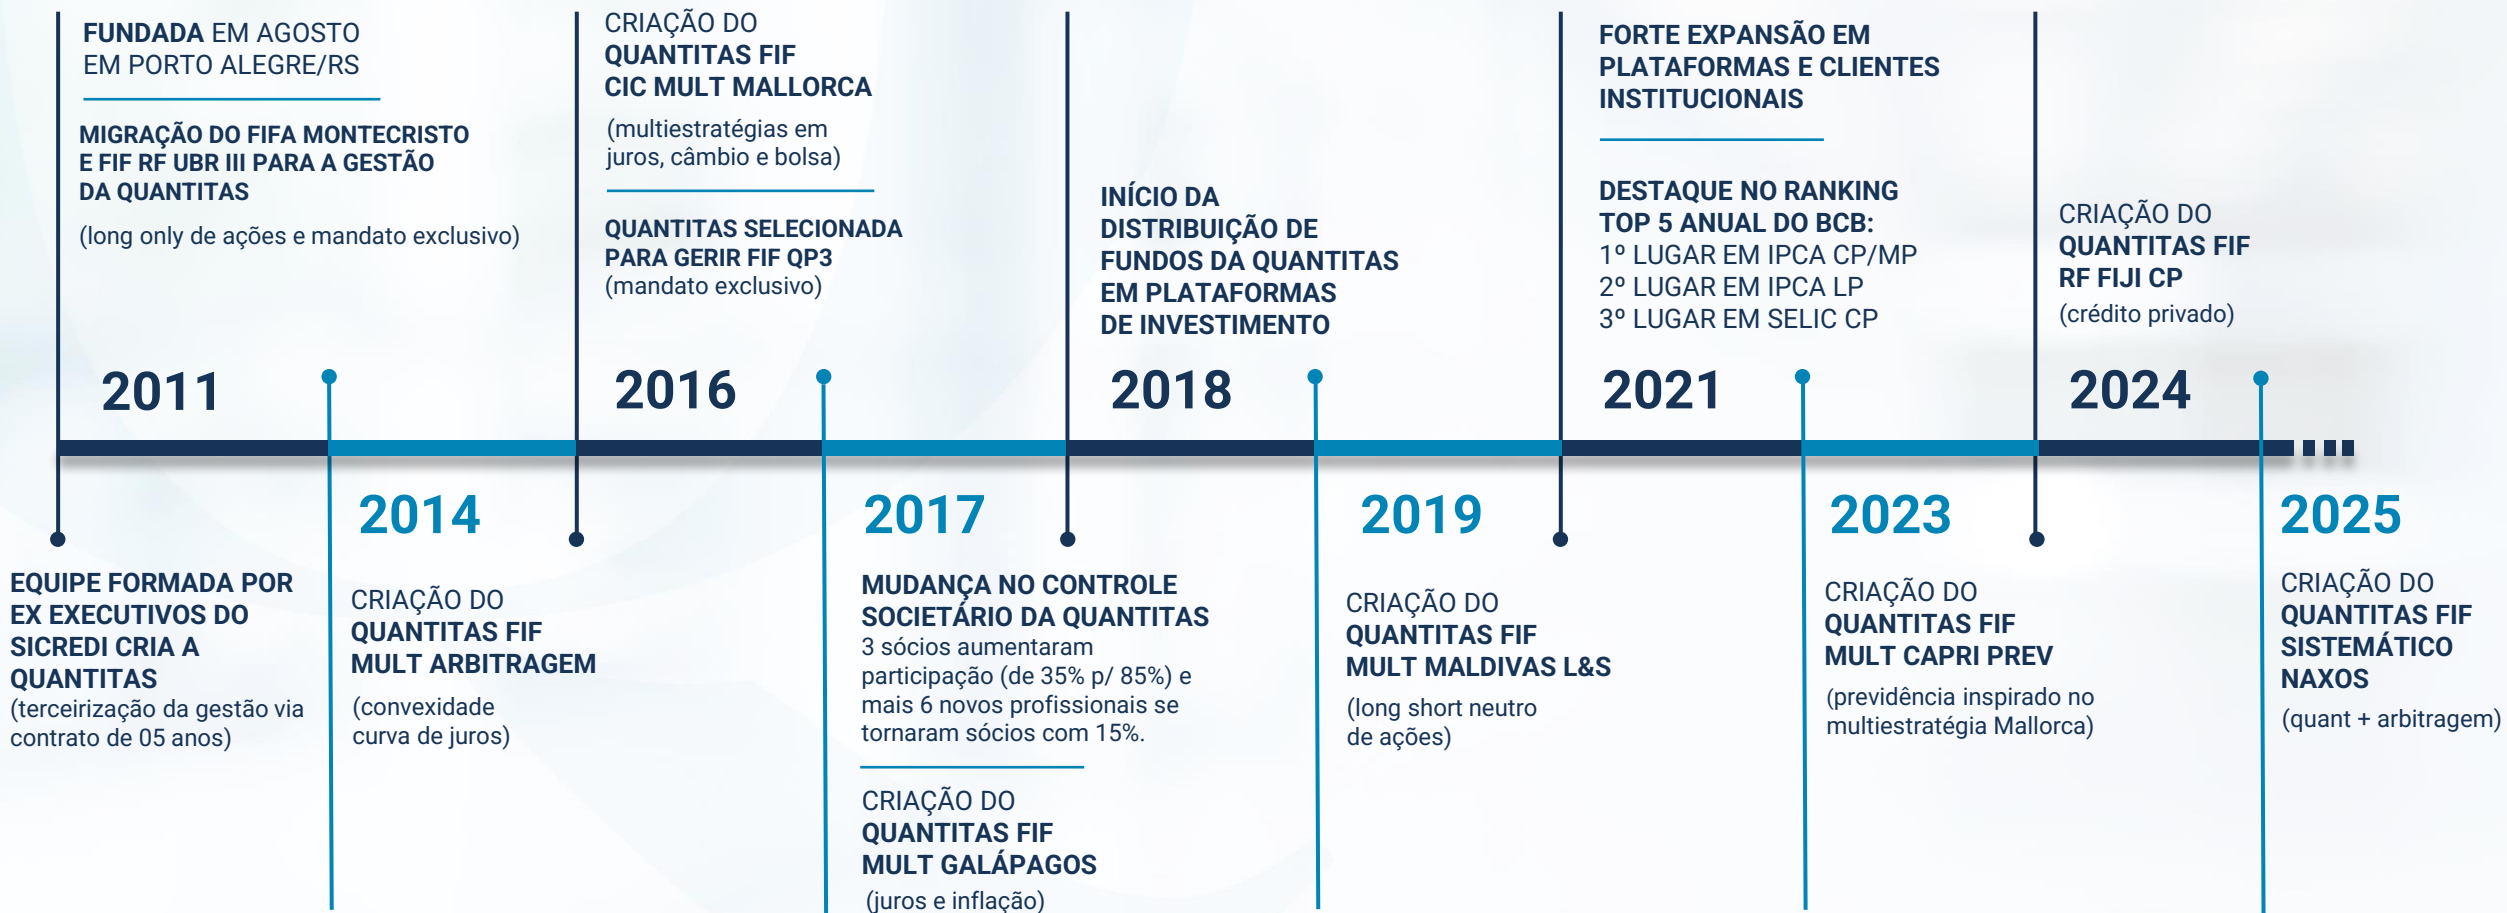 FUNDADA EM AGOSTO
EM PORTO ALEGRE/RS
MIGRAÇÃO DO FIFA MONTECRISTO
E FIF RF UBR III PARA A GESTÃO
DA QUANTITAS
(long only de ações e mandato exclusivo)
2011
EQUIPE FORMADA POR
EX EXECUTIVOS DO
SICREDI CRIA A
QUANTITAS
(terceirização da gestão via
contrato de 05 anos)
2014
CRIAÇÃO DO
QUANTITAS FIF
MULT ARBITRAGEM
(convexidade
curva de juros)
CRIAÇÃO DO
QUANTITAS FIF
CIC MULT MALLORCA
(multiestratégias em
juros, câmbio e bolsa)
QUANTITAS SELECIONADA
PARA GERIR FIF QP3
(mandato exclusivo)
2016
2017
MUDANÇA NO CONTROLE
SOCIETÁRIO DA QUANTITAS
3 sócios aumentaram
participação (de 35% p/ 85%) e
mais 6 novos profissionais se
tornaram sócios com 15%.
CRIAÇÃO DO
QUANTITAS FIF
MULT GALÁPAGOS
(juros e inflação)
INÍCIO DA
DISTRIBUIÇÃO DE
FUNDOS DA QUANTITAS
EM PLATAFORMAS
DE INVESTIMENTO
2018
2019
CRIAÇÃO DO
QUANTITAS FIF
MULT MALDIVAS L&S
(long short neutro
de ações)
FORTE EXPANSÃO EM
PLATAFORMAS E CLIENTES
INSTITUCIONAIS
DESTAQUE NO RANKING
TOP 5 ANUAL DO BCB:
1º LUGAR EM IPCA CP/MP
2º LUGAR EM IPCA LP
3º LUGAR EM SELIC CP
2021
2023
CRIAÇÃO DO
QUANTITAS FIF
MULT CAPRI PREV
(previdência inspirado no
multiestratégia Mallorca)
CRIAÇÃO DO
QUANTITAS FIF
RF FIJI CP
(crédito privado)
2024
2025
CRIAÇÃO DO
QUANTITAS FIF
SISTEMÁTICO
NAXOS
(quant + arbitragem)